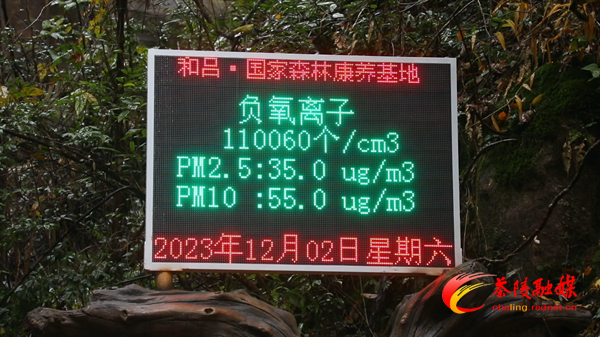 和吕·国家森林康养基地
负氧离子
110060个/cm3
PM2.5:35.0 ug/m3
PM10 :55.0 ug/m3
2023年12月02日星期六
茶陵融媒